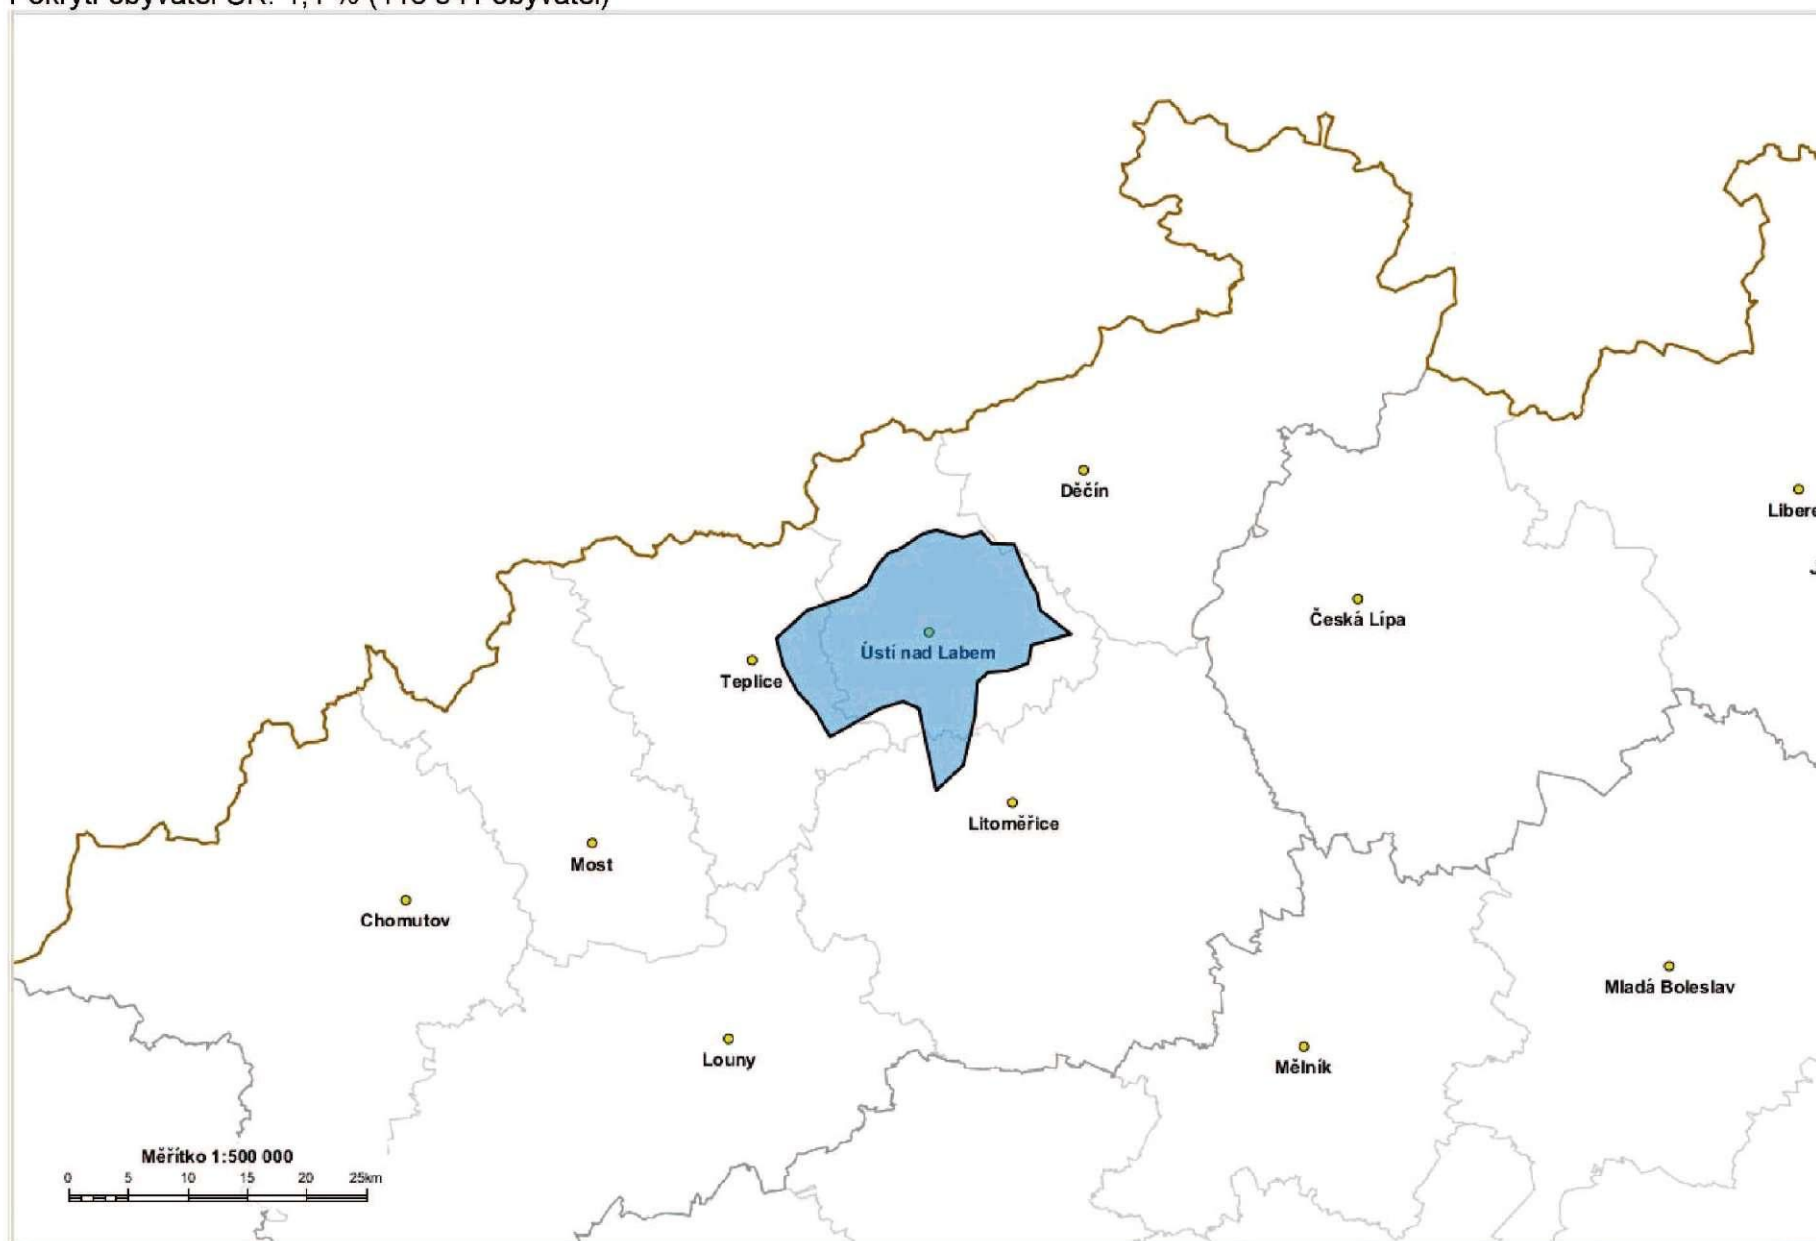 Děčín
Libere
Česká Lípa
Ústí nad Labem
Teplice
Litoměřice
Most
Chomutov
Mladá Boleslav
Louny
Mělník
Měřítko 1:500 000
0 5 10 15 20 25km